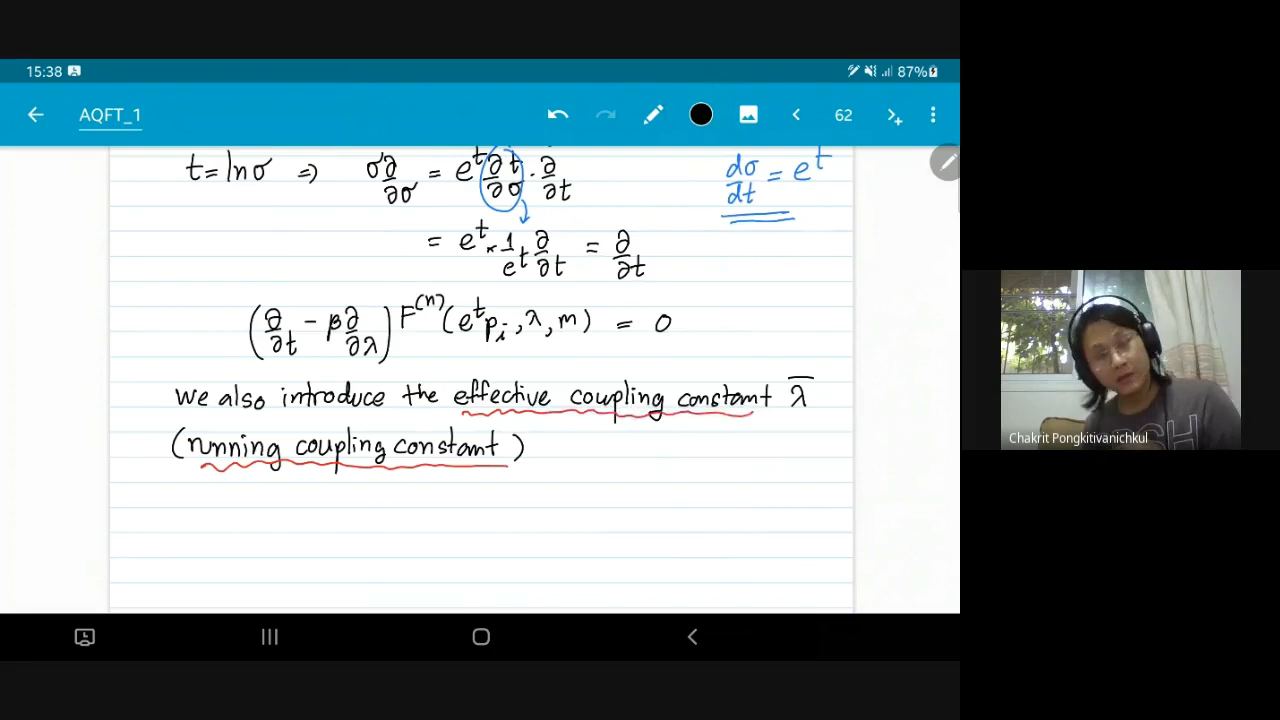 15:38 87%
AQFT_1 62
t = ln σ ⇒ σ∂/∂σ = e^t ∂t/∂σ · ∂/∂t dσ/dt = e^t
= e^t × 1/e^t ∂/∂t = ∂/∂t
(∂/∂t - β∂/∂λ) F^(n) (e^t p_i, λ, m) = 0
we also introduce the effective coupling constant λ̅
(running coupling constant)
Chakrit Pongkitivanichkul